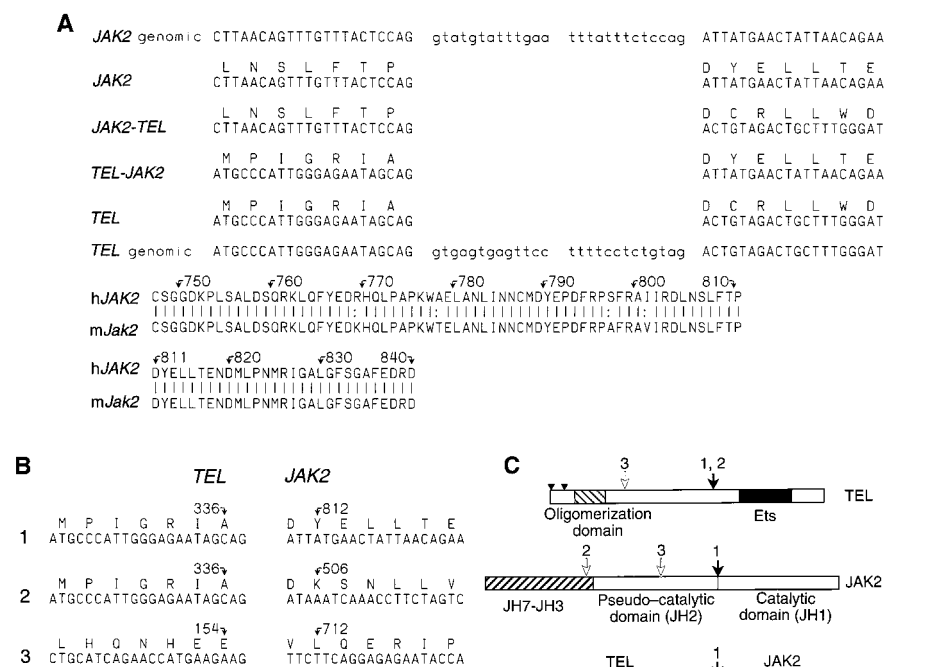 A
JAK2 genomic CTTAACAGTTTGTTTACTCCAG gtatgtatttgaa tttatttctccag ATTATGAACTATTAACAGAA
L N S L F T P D Y E L L T E
JAK2 CTTAACAGTTTGTTTACTCCAG ATTATGAACTATTAACAGAA
L N S L F T P D C R L L W D
JAK2-TEL CTTAACAGTTTGTTTACTCCAG ACTGTAGACTGCTTTGGGAT
M P I G R I A D Y E L L T E
TEL-JAK2 ATGCCCATTGGGAGAATAGCAG ATTATGAACTATTAACAGAA
M P I G R I A D C R L L W D
TEL ATGCCCATTGGGAGAATAGCAG ACTGTAGACTGCTTTGGGAT
TEL genomic ATGCCCATTGGGAGAATAGCAG gtgagtgagttcc ttttcctctgtag ACTGTAGACTGCTTTGGGAT
750 760 770 780 790 800 810
hJAK2 CSGGDKPLSALDSQRKLQFYEDRHQLPAPKWAELANLINNCMDYEPDFRPSFRAIIRDLNSLFTP
mJak2 CSGGDKPLSALDSQRKLQFYEDKHQLPAPKWTELANLINNCMDYEPDFRPAFRAVIRDLNSLFTP
811 820 830 840
hJAK2 DYELLTENDMLPNMRIGALGFSGAFEDRD
mJak2 DYELLTENDMLPNMRIGALGFSGAFEDRD
B
TEL JAK2
336 812
M P I G R I A D Y E L L T E
1 ATGCCCATTGGGAGAATAGCAG ATTATGAACTATTAACAGAA
336 506
M P I G R I A D K S N L L V
2 ATGCCCATTGGGAGAATAGCAG ATAAATCAAACCTTCTAGTC
154 712
L H Q N H E E V L Q E R I P
3 CTGCATCAGAACCATGAAGAAG TTCTTCAGGAGAGAATACCA
C
3 1, 2
TEL
Oligomerization
domain
Ets
2 3 1
JAK2
JH7-JH3
Pseudo–catalytic
domain (JH2)
Catalytic
domain (JH1)
1
TEL JAK2